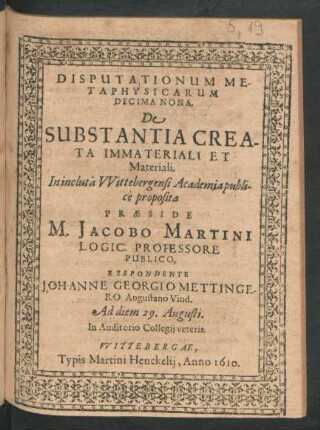 5, 19
DISPUTATIONUM ME-
TAPHYSICARUM
DECIMA NONA.
De
SUBSTANTIA CREA-
TA IMMATERIALI ET
Materiali.
In inclutâ VVittebergensi Academia publi-
cè proposita
PRÆSIDE
M. JACOBO MARTINI
LOGIC. PROFESSORE
PUBLICO,
RESPONDENTE
JOHANNE GEORGIO METTINGE-
RO Augustano Vind.
Ad diem 29. Augusti.
In Auditorio Collegij veteris.
VVITTEBERGAE,
Typis Martini Henckelij, Anno 1610.